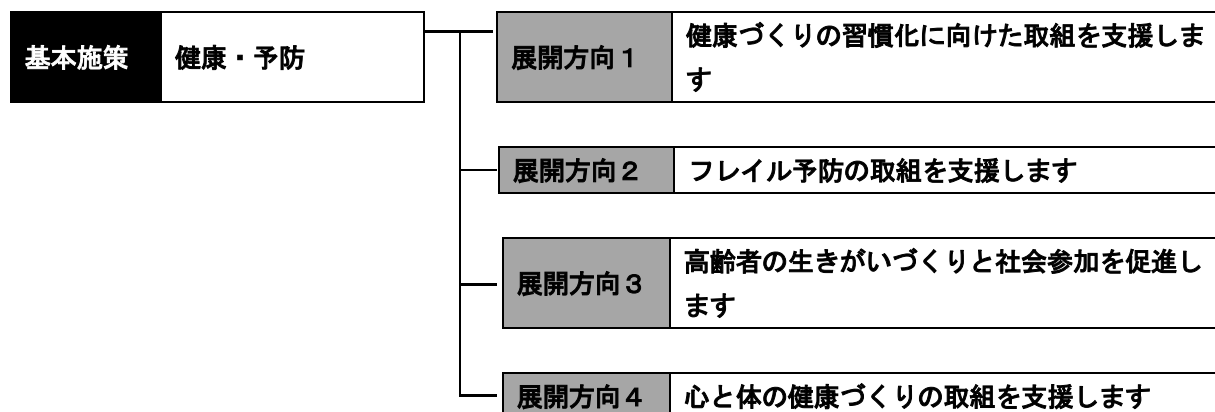 基本施策 健康・予防
展開方向１ 健康づくりの習慣化に向けた取組を支援しま
す
展開方向２ フレイル予防の取組を支援します
展開方向３ 高齢者の生きがいづくりと社会参加を促進し
ます
展開方向４ 心と体の健康づくりの取組を支援します